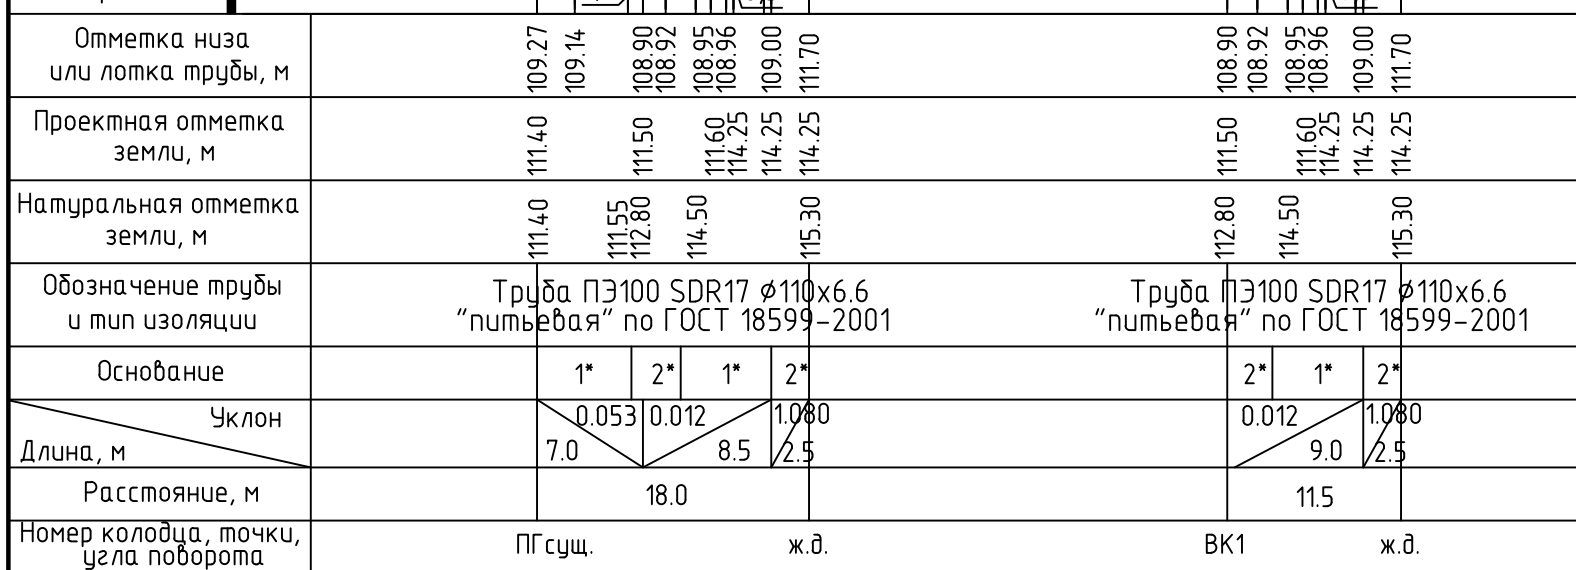 Отметка низа
или лотка трубы, м
109.27 109.14 108.90 108.92 108.95 108.96 109.00 111.70 108.90 108.92 108.95 108.96 109.00 111.70
Проектная отметка
земли, м
111.40 111.50 111.60 114.25 114.25 114.25 111.50 111.60 114.25 114.25 114.25
Натуральная отметка
земли, м
111.40 111.55 112.80 114.50 115.30 112.80 114.50 115.30
Обозначение трубы
и тип изоляции
Труба ПЭ100 SDR17 ⌀110х6.6
"питьевая" по ГОСТ 18599-2001
Труба ПЭ100 SDR17 ⌀110х6.6
"питьевая" по ГОСТ 18599-2001
Основание 1* 2* 1* 2* 2* 1* 2*
Уклон 0.053 0.012 1.080 0.012 1.080
Длина, м 7.0 8.5 2.5 9.0 2.5
Расстояние, м 18.0 11.5
Номер колодца, точки,
угла поворота
ПГсущ. ж.д. ВК1 ж.д.